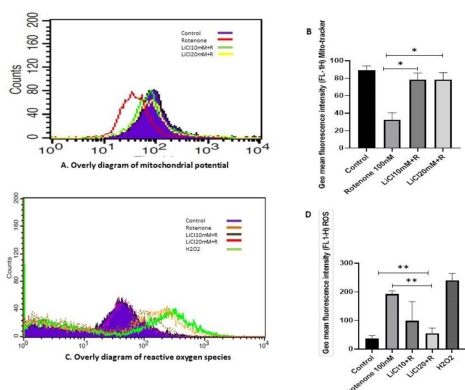 200
160
120
80
40
0
Counts
Control
Rotenone
LiCl10mM+R
LiCl20mM+R
10⁰
10¹
10²
10³
10⁴
A. Overly diagram of mitochondrial potential
B
Geo mean fluorescence intensity (FL -1H) Mito-tracker
100
80
60
40
20
0
*
*
Control
Rotenone 100nM
LiCl10mM+R
LiCl20mM+R
200
160
120
80
40
0
Counts
Control
Rotenone
LiCl10mM+R
LiCl20mM+R
H2O2
10⁰
10¹
10²
10³
10⁴
C. Overly diagram of reactive oxygen species
D
Geo mean fluorescence intensity (FL1-H) ROS
300
200
100
0
**
**
Control
Rotenone 100nM
LiCl10+R
LiCl20+R
H2O2